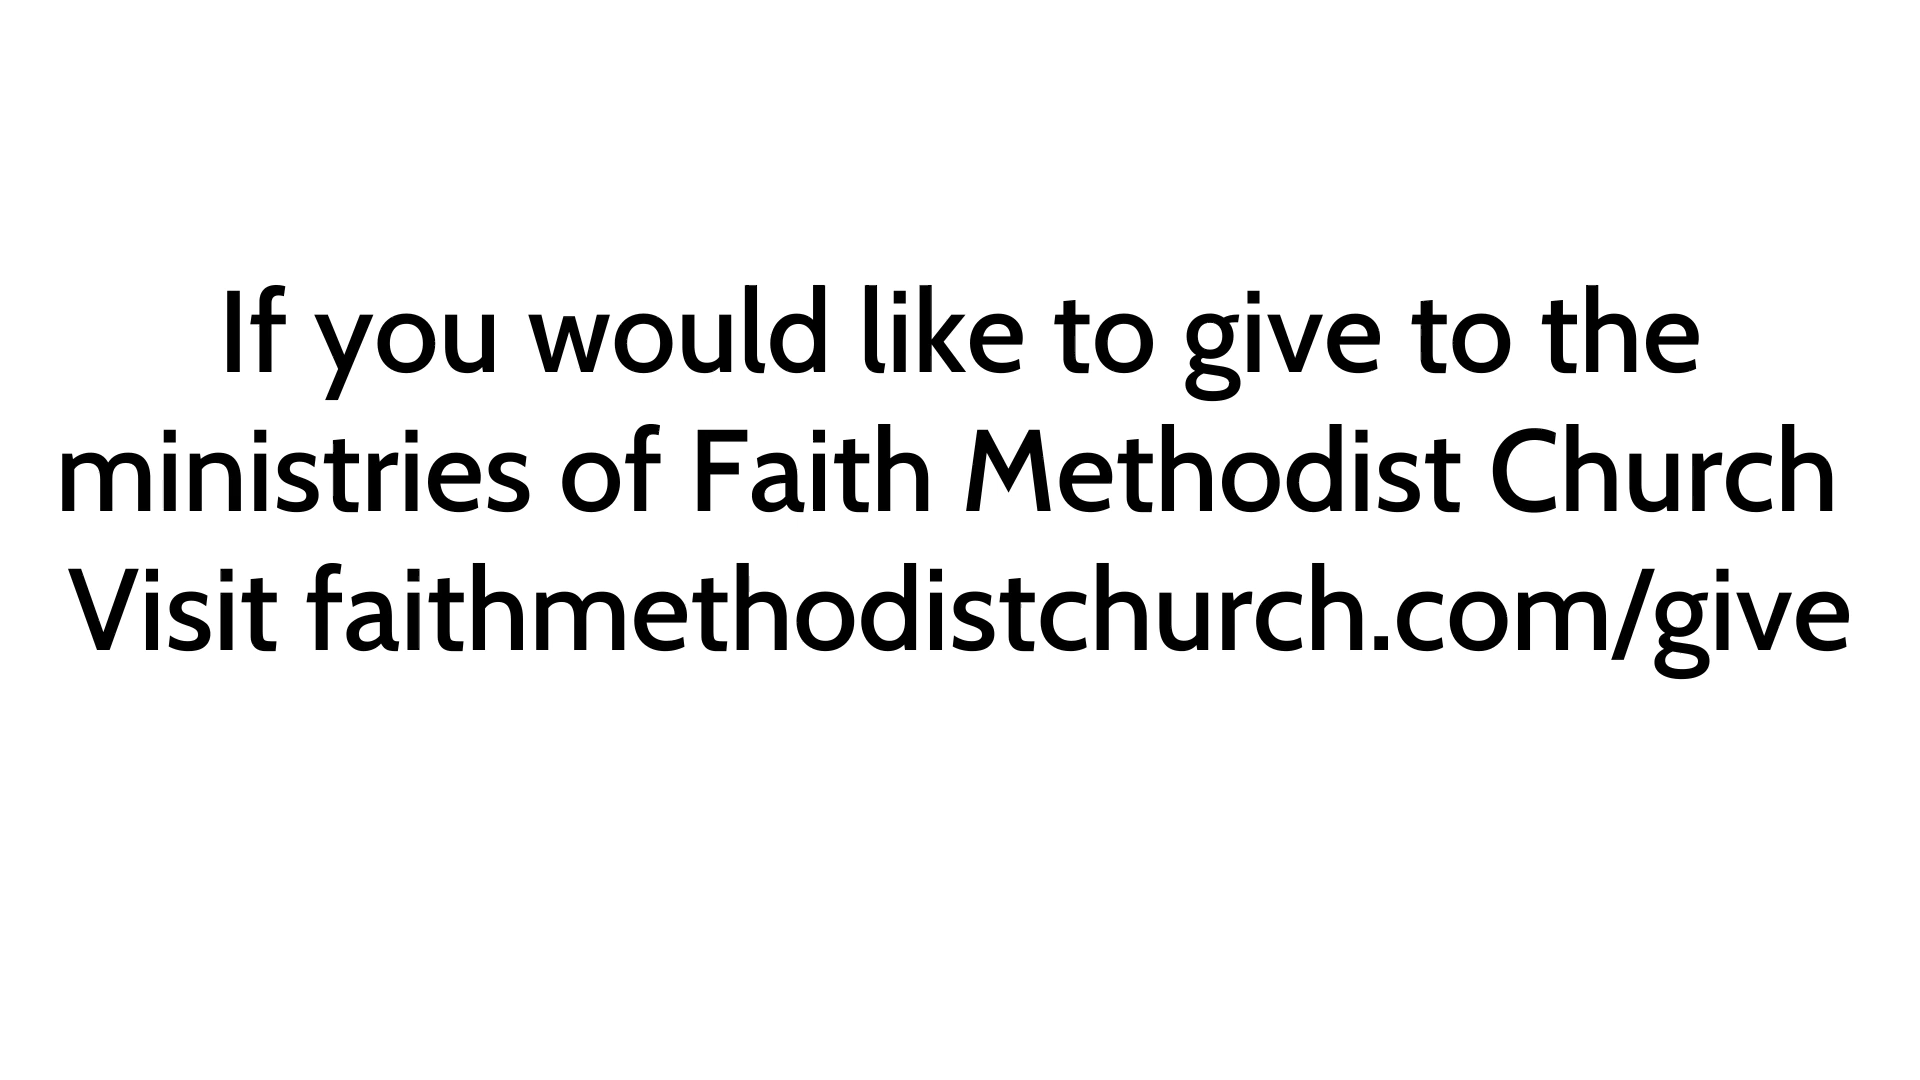 If you would like to give to the
ministries of Faith Methodist Church
Visit faithmethodistchurch.com/give